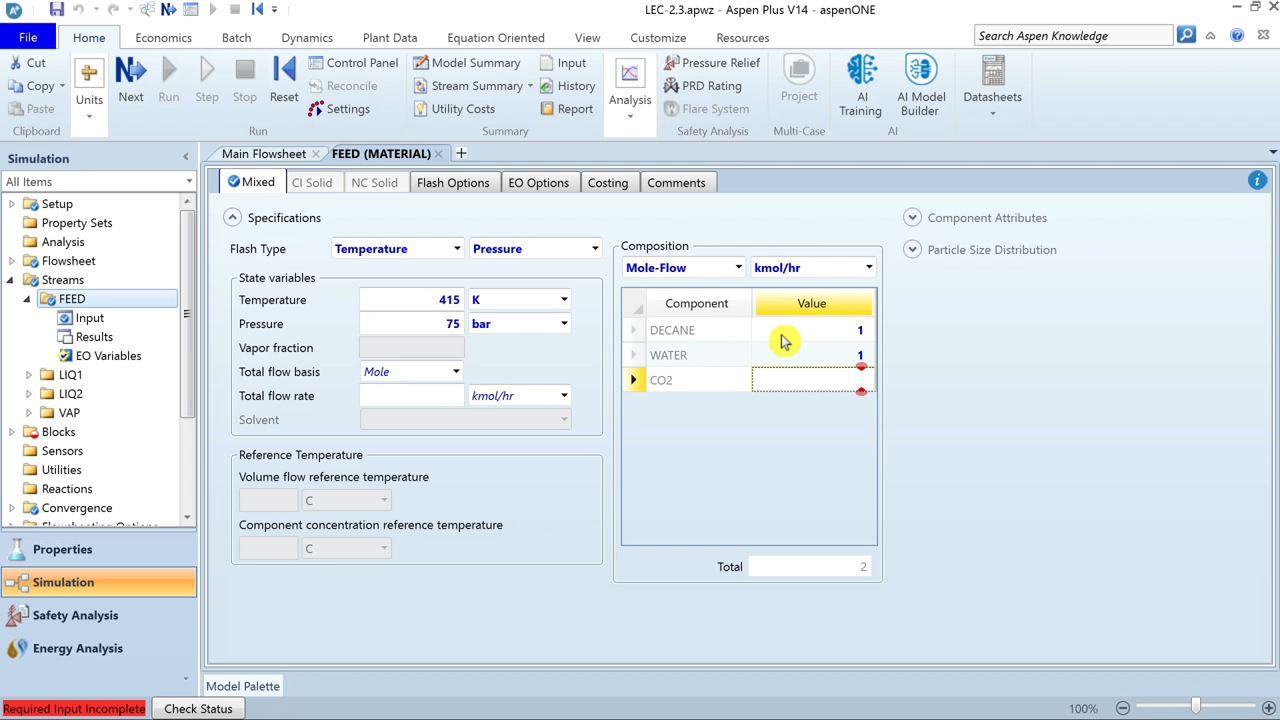 LEC-2.3.apwz - Aspen Plus V14 - aspenONE
File Home Economics Batch Dynamics Plant Data Equation Oriented View Customize Resources Search Aspen Knowledge
Cut
Copy
Paste
Clipboard
Units
Next Run Step Stop Reset
Control Panel
Reconcile
Settings
Run
Model Summary Input
Stream Summary History
Utility Costs Report
Summary
Analysis
Pressure Relief
PRD Rating
Flare System
Safety Analysis
Project
Multi-Case
AI Training
AI Model Builder
AI
Datasheets
Simulation
All Items
Setup
Property Sets
Analysis
Flowsheet
Streams
FEED
Input
Results
EO Variables
LIQ1
LIQ2
VAP
Blocks
Sensors
Utilities
Reactions
Convergence
Properties
Simulation
Safety Analysis
Energy Analysis
Main Flowsheet FEED (MATERIAL)
Mixed CI Solid NC Solid Flash Options EO Options Costing Comments
Specifications
Flash Type Temperature Pressure
State variables
Temperature 415 K
Pressure 75 bar
Vapor fraction
Total flow basis Mole
Total flow rate kmol/hr
Solvent
Reference Temperature
Volume flow reference temperature
C
Component concentration reference temperature
C
Composition
Mole-Flow kmol/hr
Component Value
DECANE 1
WATER 1
CO2
Total 2
Component Attributes
Particle Size Distribution
Model Palette
Required Input Incomplete Check Status 100%